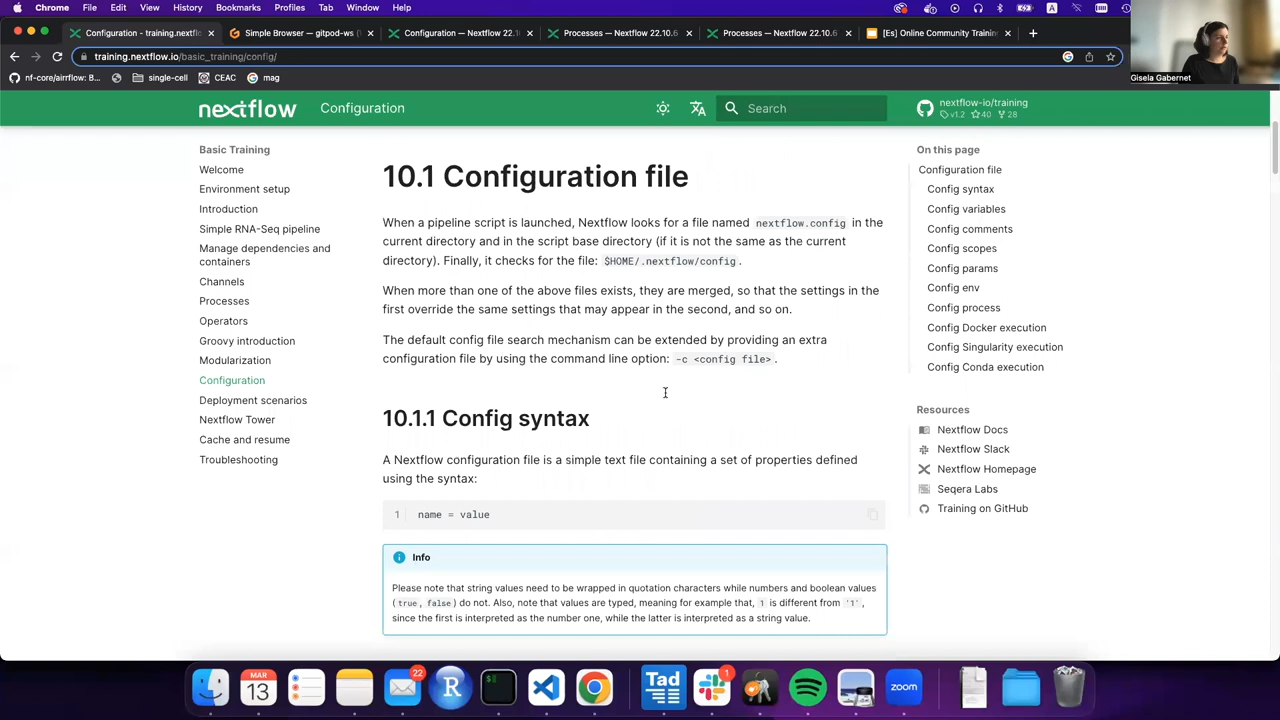 Chrome File Edit View History Bookmarks Profiles Tab Window Help
Configuration - training.nextfl
Simple Browser — gitpod-ws (
Configuration — Nextflow 22.1
Processes — Nextflow 22.10.6
Processes — Nextflow 22.10.6
[Es] Online Community Trainin
training.nextflow.io/basic_training/config/
nf-core/airrflow: B...
single-cell
CEAC
mag
Gisela Gabernet
nextflow
Configuration
Search
nextflow-io/training
v1.2 40 28
Basic Training
Welcome
Environment setup
Introduction
Simple RNA-Seq pipeline
Manage dependencies and
containers
Channels
Processes
Operators
Groovy introduction
Modularization
Configuration
Deployment scenarios
Nextflow Tower
Cache and resume
Troubleshooting
10.1 Configuration file
When a pipeline script is launched, Nextflow looks for a file named nextflow.config in the
current directory and in the script base directory (if it is not the same as the current
directory). Finally, it checks for the file: $HOME/.nextflow/config.
When more than one of the above files exists, they are merged, so that the settings in the
first override the same settings that may appear in the second, and so on.
The default config file search mechanism can be extended by providing an extra
configuration file by using the command line option: -c <config file>.
10.1.1 Config syntax
A Nextflow configuration file is a simple text file containing a set of properties defined
using the syntax:
1 name = value
Info
Please note that string values need to be wrapped in quotation characters while numbers and boolean values
(true, false) do not. Also, note that values are typed, meaning for example that, 1 is different from '1',
since the first is interpreted as the number one, while the latter is interpreted as a string value.
On this page
Configuration file
Config syntax
Config variables
Config comments
Config scopes
Config params
Config env
Config process
Config Docker execution
Config Singularity execution
Config Conda execution
Resources
Nextflow Docs
Nextflow Slack
Nextflow Homepage
Seqera Labs
Training on GitHub
MAR
13
22
R
$
Tad
TEXT
1
zoom